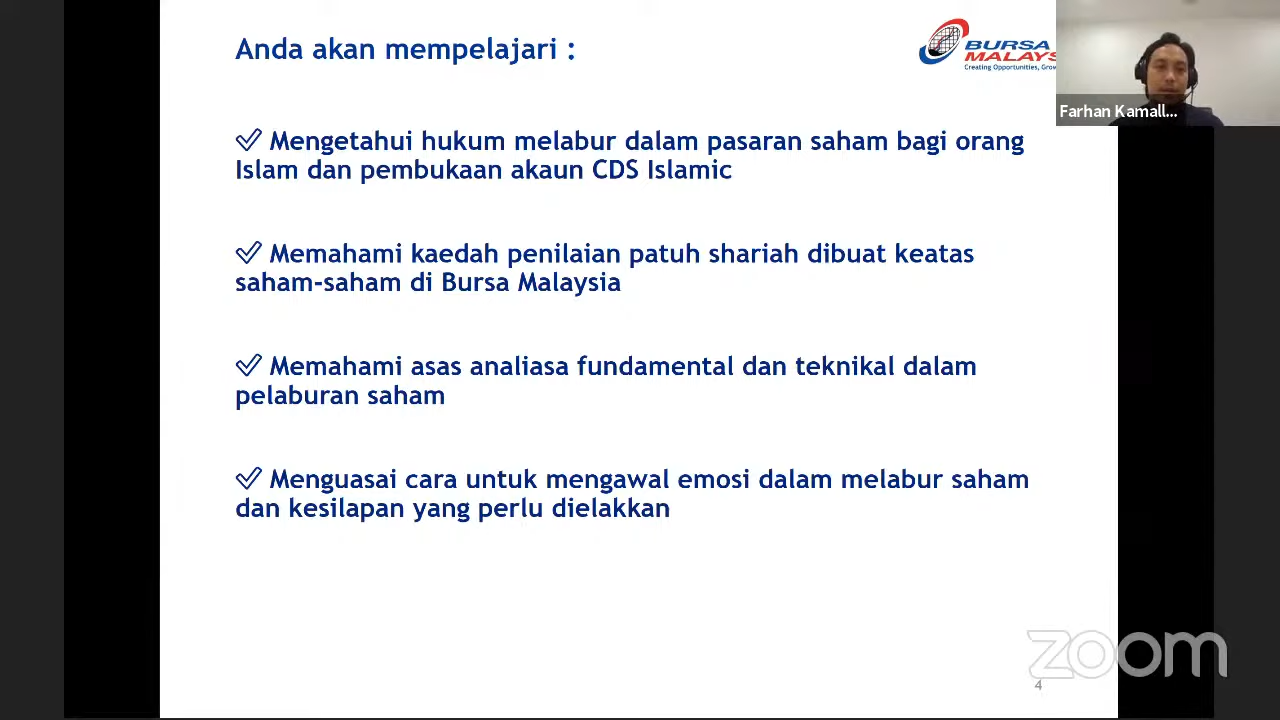 Anda akan mempelajari :
BURSA
MALAYS
Creating Opportunities, Grow
Farhan Kamall...
✓ Mengetahui hukum melabur dalam pasaran saham bagi orang
Islam dan pembukaan akaun CDS Islamic
✓ Memahami kaedah penilaian patuh shariah dibuat keatas
saham-saham di Bursa Malaysia
✓ Memahami asas analiasa fundamental dan teknikal dalam
pelaburan saham
✓ Menguasai cara untuk mengawal emosi dalam melabur saham
dan kesilapan yang perlu dielakkan
zoom
4